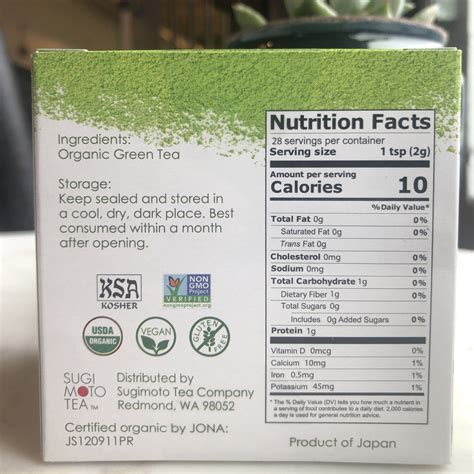 Ingredients:
Organic Green Tea
Storage:
Keep sealed and stored in
a cool, dry, dark place. Best
consumed within a month
after opening.
KSA
KOSHER
NON
GMO
Project
VERIFIED
nongmoproject.org
USDA
ORGANIC
VEGAN
GLUTEN FREE
SUGI
MOTO
TEA™
Distributed by
Sugimoto Tea Company
Redmond, WA 98052
Certified organic by JONA:
JS120911PR
Nutrition Facts
28 servings per container
Serving size 1 tsp (2g)
Amount per serving
Calories 10
%Daily Value*
Total Fat 0g 0%
Saturated Fat 0g 0%
Trans Fat 0g
Cholesterol 0mg 0%
Sodium 0mg 0%
Total Carbohydrate 1g 0%
Dietary Fiber 1g 0%
Total Sugars 0g
Includes 0g Added Sugars 0%
Protein 1g
Vitamin D 0mcg 0%
Calcium 10mg 1%
Iron 0.5mg 1%
Potassium 45mg 1%
*The % Daily Value (DV) tells you how much a nutrient in
a serving of food contributes to a daily diet. 2,000 calories
a day is used for general nutrition advice.
Product of Japan